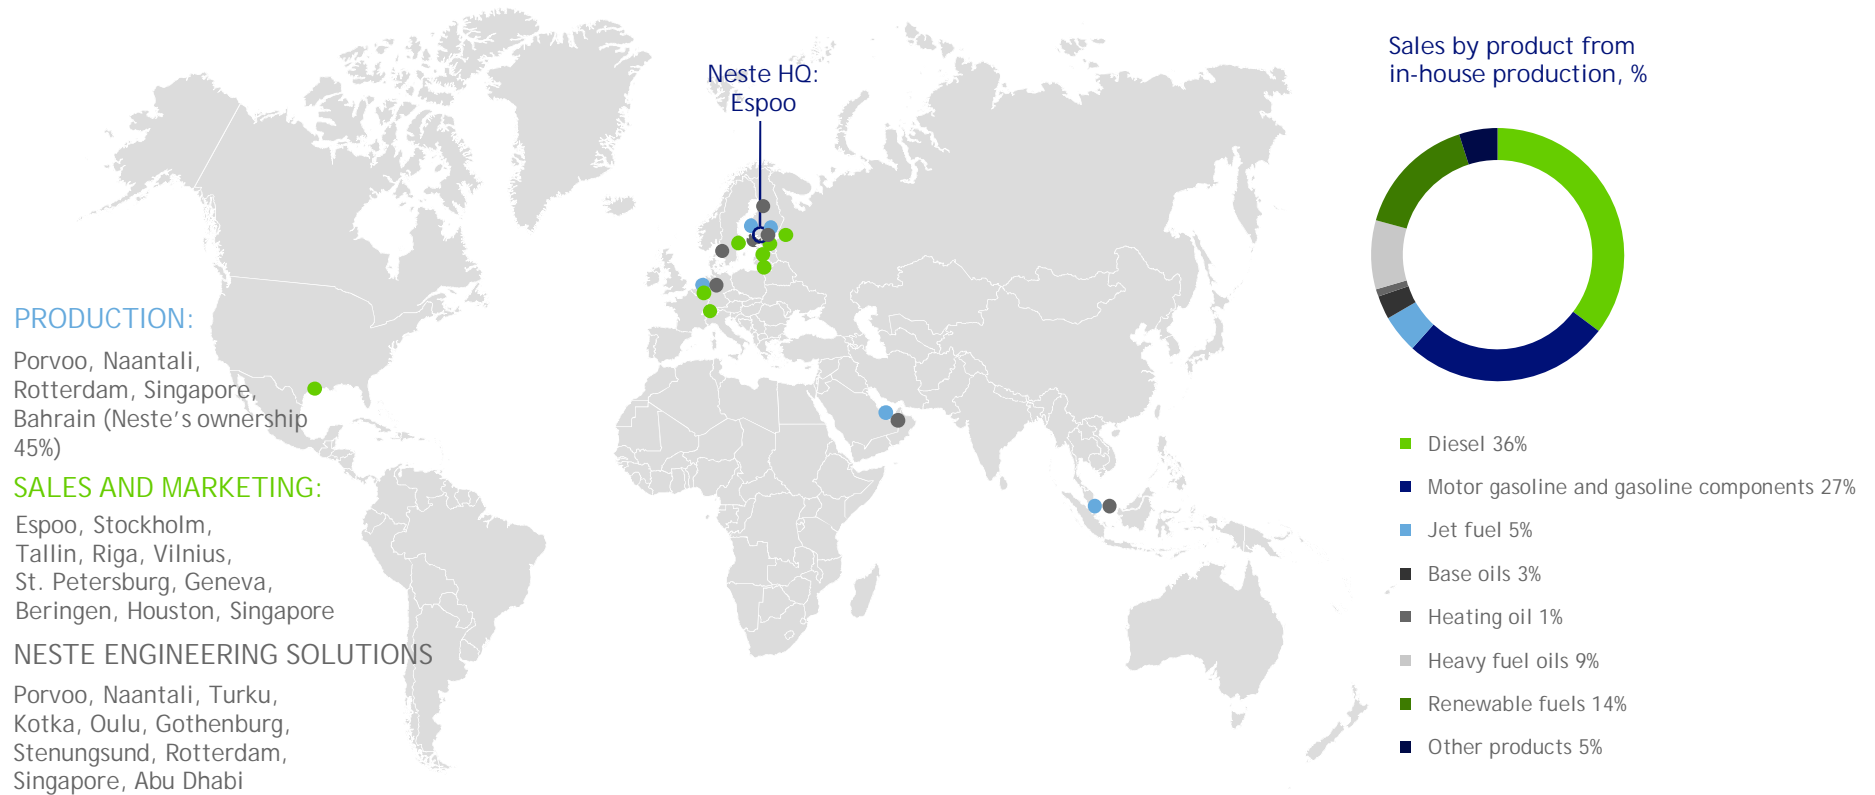 Neste HQ:
Espoo
PRODUCTION:
Porvoo, Naantali,
Rotterdam, Singapore,
Bahrain (Neste's ownership
45%)
SALES AND MARKETING:
Espoo, Stockholm,
Tallin, Riga, Vilnius,
St. Petersburg, Geneva,
Beringen, Houston, Singapore
NESTE ENGINEERING SOLUTIONS
Porvoo, Naantali, Turku,
Kotka, Oulu, Gothenburg,
Stenungsund, Rotterdam,
Singapore, Abu Dhabi
Sales by product from
in-house production, %
Diesel 36%
Motor gasoline and gasoline components 27%
Jet fuel 5%
Base oils 3%
Heating oil 1%
Heavy fuel oils 9%
Renewable fuels 14%
Other products 5%